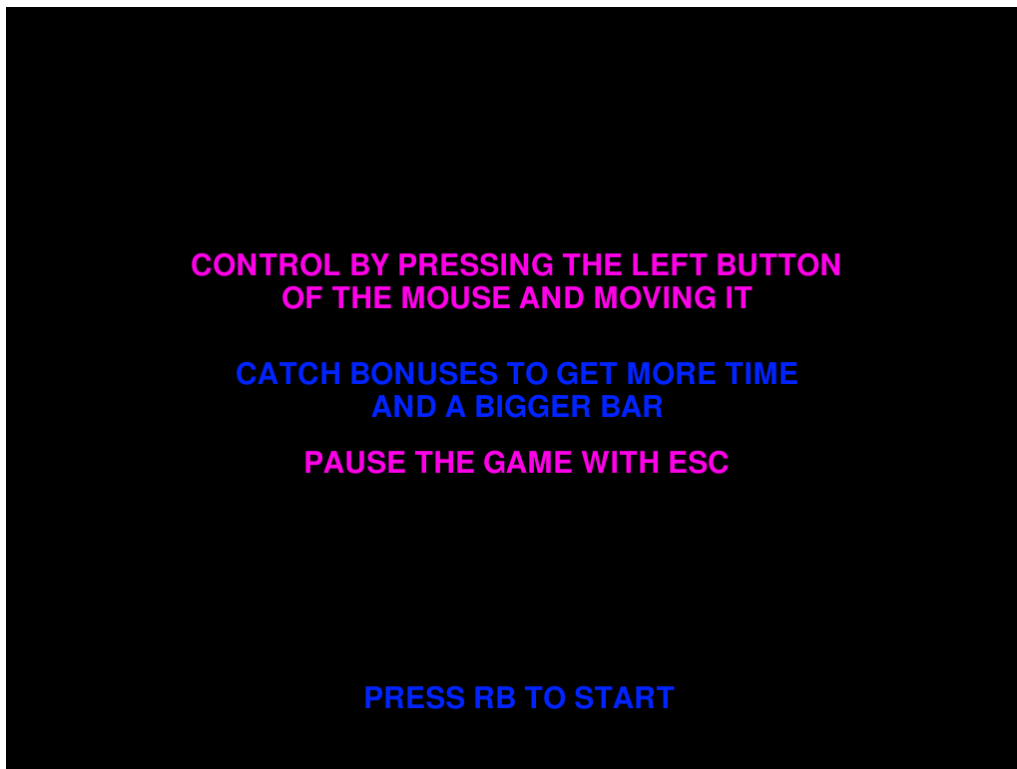 CONTROL BY PRESSING THE LEFT BUTTON
OF THE MOUSE AND MOVING IT
CATCH BONUSES TO GET MORE TIME
AND A BIGGER BAR
PAUSE THE GAME WITH ESC
PRESS RB TO START